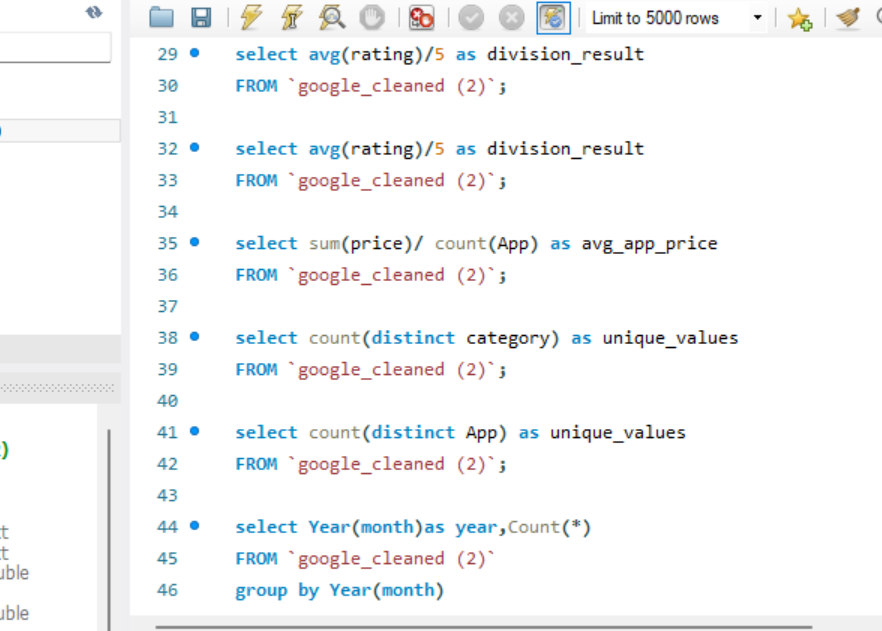 Limit to 5000 rows
29 select avg(rating)/5 as division_result
30 FROM `google_cleaned (2)`;
31
32 select avg(rating)/5 as division_result
33 FROM `google_cleaned (2)`;
34
35 select sum(price)/ count(App) as avg_app_price
36 FROM `google_cleaned (2)`;
37
38 select count(distinct category) as unique_values
39 FROM `google_cleaned (2)`;
40
41 select count(distinct App) as unique_values
42 FROM `google_cleaned (2)`;
43
44 select Year(month)as year,Count(*)
45 FROM `google_cleaned (2)`
46 group by Year(month)